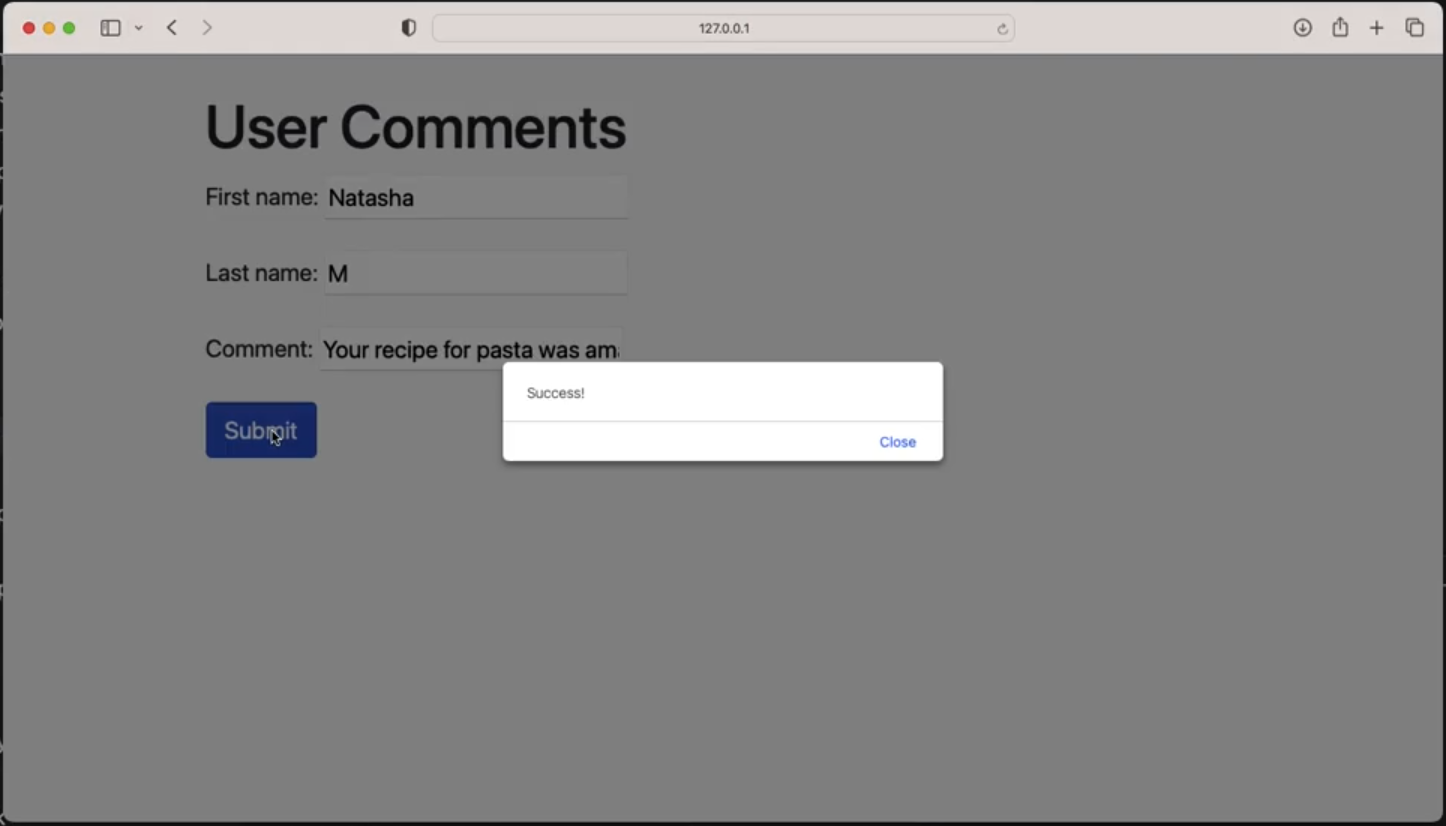 127.0.0.1
User Comments
First name: Natasha
Last name: M
Comment: Your recipe for pasta was am
Success!
Submit
Close